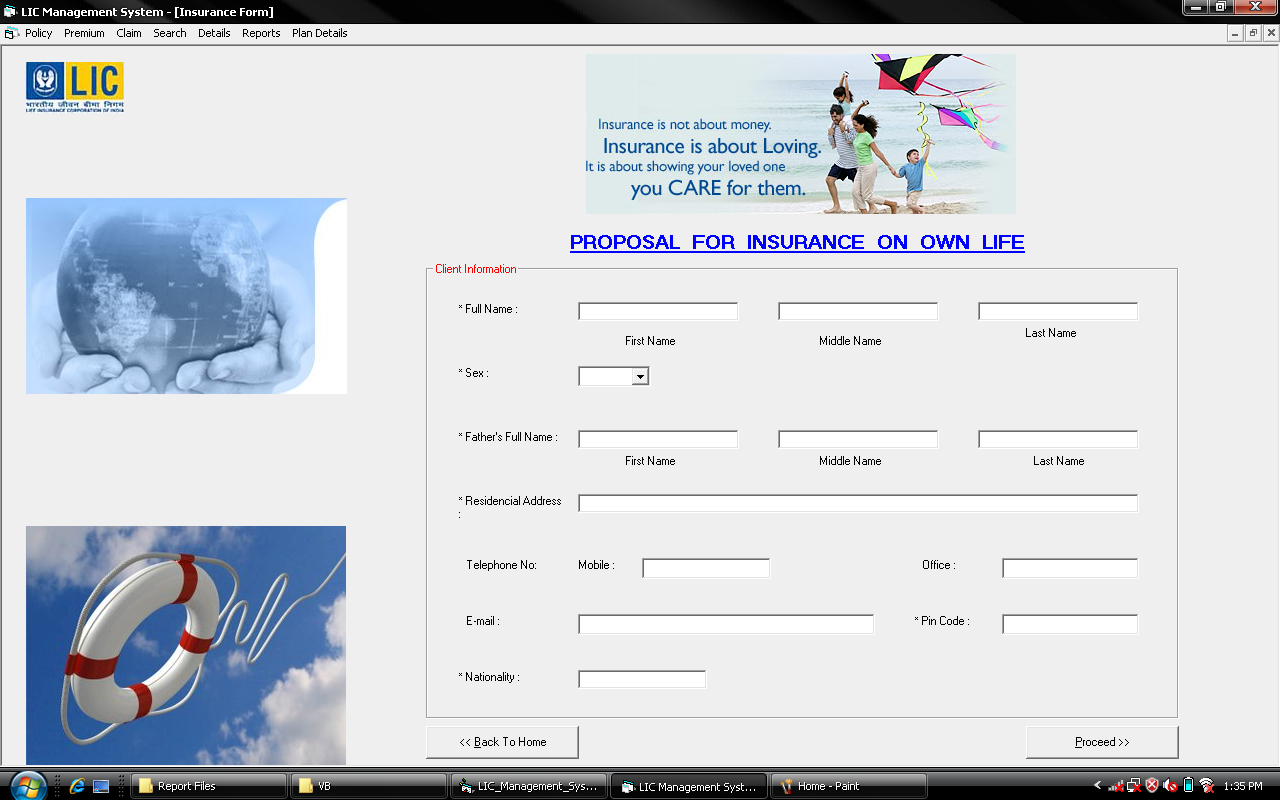 LIC Management System - [Insurance Form]
Policy Premium Claim Search Details Reports Plan Details
LIC
भारतीय जीवन बीमा निगम
LIFE INSURANCE CORPORATION OF INDIA
Insurance is not about money.
Insurance is about Loving.
It is about showing your loved one
you CARE for them.
PROPOSAL FOR INSURANCE ON OWN LIFE
Client Information
* Full Name :
First Name Middle Name Last Name
* Sex :
* Father's Full Name :
First Name Middle Name Last Name
* Residencial Address
:
Telephone No: Mobile : Office :
E-mail : * Pin Code :
* Nationality :
<< Back To Home Proceed >>
Report Files VB LIC_Management_Sys... LIC Management Syst... Home - Paint < 1:35 PM